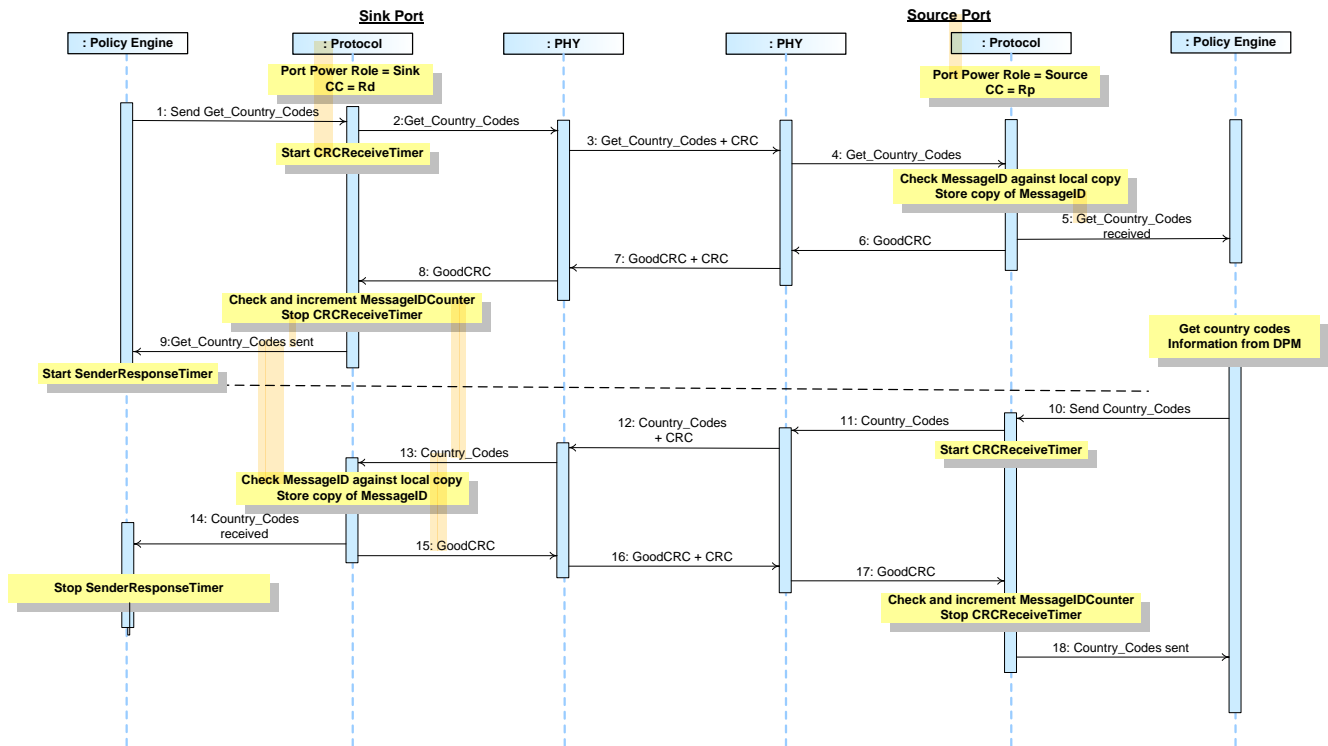 Sink Port
Source Port
: Policy Engine
: Protocol
: PHY
: PHY
: Protocol
: Policy Engine
Port Power Role = Sink
CC = Rd
Port Power Role = Source
CC = Rp
1: Send Get_Country_Codes
2:Get_Country_Codes
Start CRCReceiveTimer
3: Get_Country_Codes + CRC
4: Get_Country_Codes
Check MessageID against local copy
Store copy of MessageID
5: Get_Country_Codes
received
6: GoodCRC
7: GoodCRC + CRC
8: GoodCRC
Check and increment MessageIDCounter
Stop CRCReceiveTimer
9:Get_Country_Codes sent
Start SenderResponseTimer
Get country codes
Information from DPM
10: Send Country_Codes
11: Country_Codes
Start CRCReceiveTimer
12: Country_Codes
+ CRC
13: Country_Codes
Check MessageID against local copy
Store copy of MessageID
14: Country_Codes
received
15: GoodCRC
16: GoodCRC + CRC
17: GoodCRC
Stop SenderResponseTimer
Check and increment MessageIDCounter
Stop CRCReceiveTimer
18: Country_Codes sent